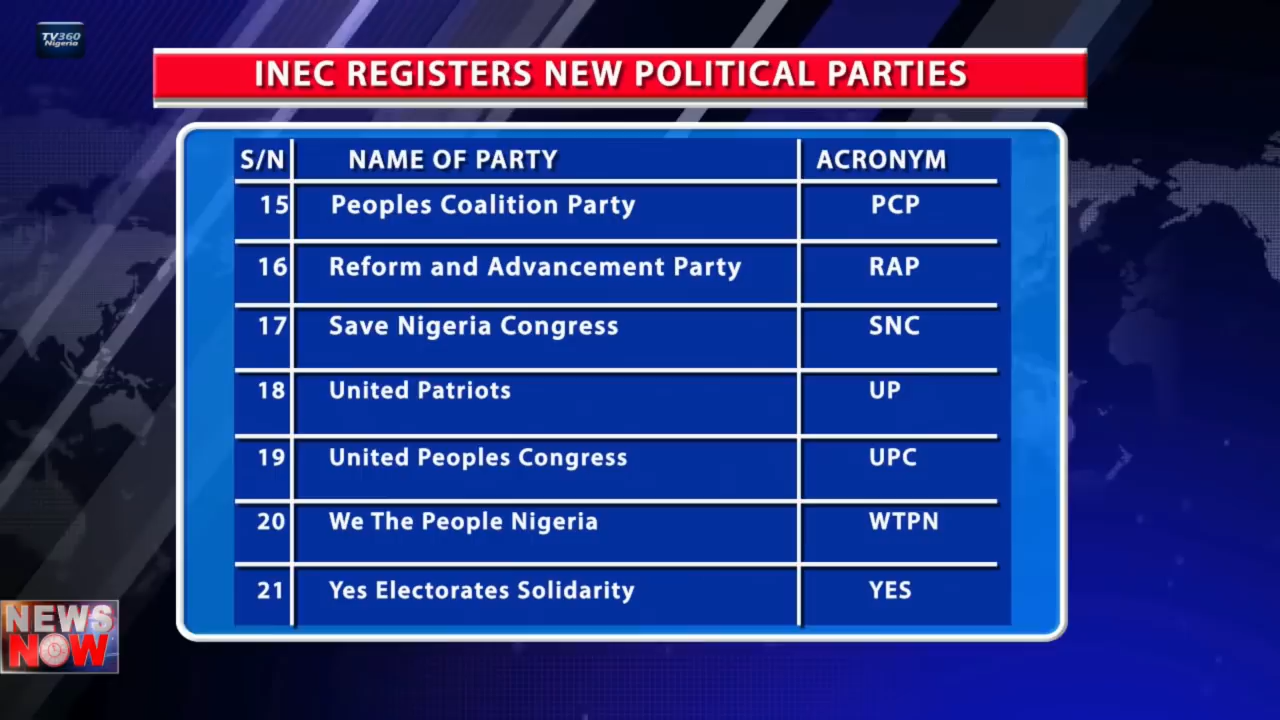 TV360
Nigeria
INEC REGISTERS NEW POLITICAL PARTIES
S/N NAME OF PARTY ACRONYM
15 Peoples Coalition Party PCP
16 Reform and Advancement Party RAP
17 Save Nigeria Congress SNC
18 United Patriots UP
19 United Peoples Congress UPC
20 We The People Nigeria WTPN
21 Yes Electorates Solidarity YES
NEWS
NOW